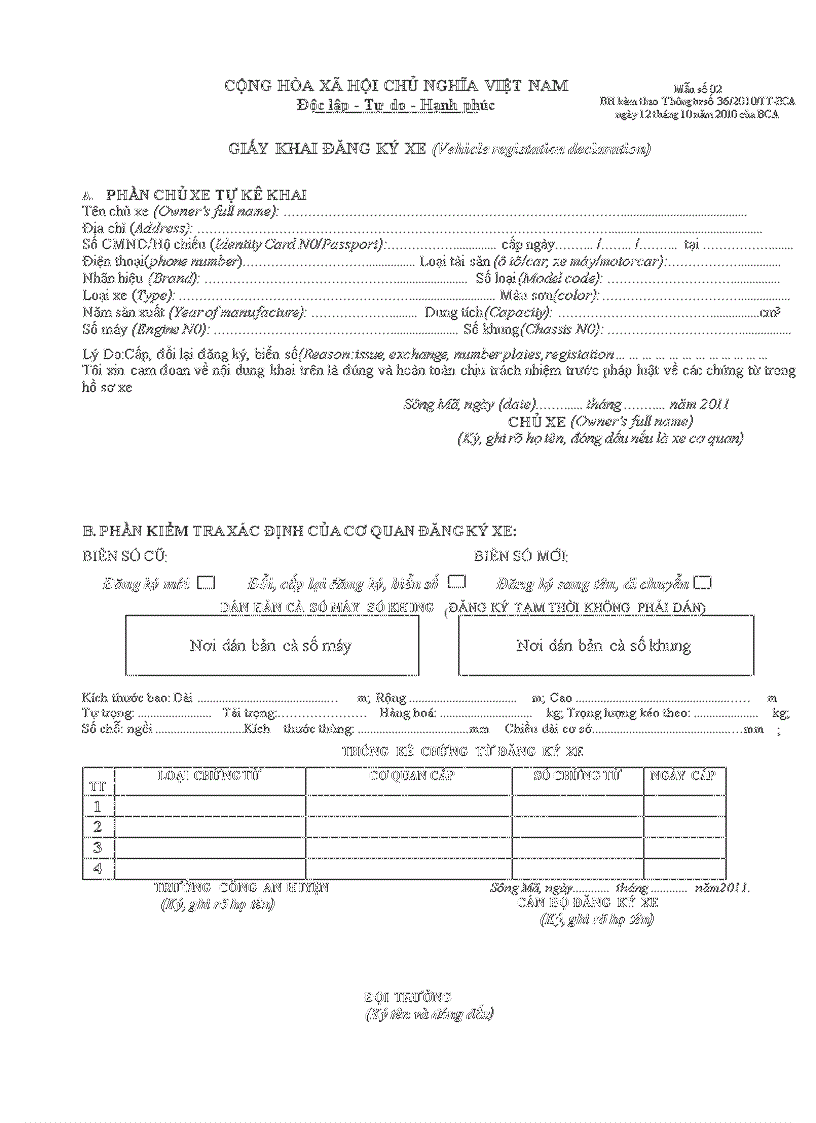 CỘNG HÒA XÃ HỘI CHỦ NGHĨA VIỆT NAM
Độc lập - Tự do - Hạnh phúc
Mẫu số 02
BH kèm theo Thông tư số 36/2010/TT-BCA
ngày 12 tháng 10 năm 2010 của BCA
GIẤY KHAI ĐĂNG KÝ XE (Vehicle registation declaration)
A. PHẦN CHỦ XE TỰ KÊ KHAI
Tên chủ xe (Owner's full name): ..........................................................
Địa chỉ (Address): ..........................................................
Số CMND/Hộ chiếu (Identity Card N0/Passport):............................ cấp ngày.......... /......../.......... tại .......................
Điện thoại(phone number)............................................ Loại tài sản (ô tô/car, xe máy/motorcar):.............................
Nhãn hiệu (Brand): .................................................... Số loại(Model code): .............................................
Loại xe (Type): .................................................... Màu sơn(color): .............................................
Năm sản xuất (Year of manufacture): ........................... Dung tích(Capacity): ..................................................cm³
Số máy (Engine N0): .................................................... Số khung(Chassis N0): .............................................
Lý Do:Cấp, đổi lại đăng ký, biển số(Reason:issue, exchange, number plates,registation……………………………
Tôi xin cam đoan về nội dung khai trên là đúng và hoàn toàn chịu trách nhiệm trước pháp luật về các chứng từ trong
hồ sơ xe
Sông Mã, ngày (date)............ tháng ........... năm 2011
CHỦ XE (Owner's full name)
(Ký, ghi rõ họ tên, đóng dấu nếu là xe cơ quan)
B. PHẦN KIỂM TRA XÁC ĐỊNH CỦA CƠ QUAN ĐĂNG KÝ XE:
BIỂN SỐ CŨ: BIỂN SỐ MỚI:
Đăng ký mới Đổi, cấp lại đăng ký, biển số Đăng ký sang tên, di chuyển
DÁN BẢN CÀ SỐ MÁY SỐ KHUNG (ĐĂNG KÝ TẠM THỜI KHÔNG PHẢI DÁN)
Nơi dán bản cà số máy Nơi dán bản cà số khung
Kích thước bao: Dài .................................... m; Rộng ............................ m; Cao ............................................. m
Tự trọng: .................... Tải trọng:........................ Hàng hoá: ........................ kg; Trọng lượng kéo theo: ................. kg;
Số chỗ: ngồi .......................Kích thước thùng: .............................mm Chiều dài cơ sở.......................................mm ;
THỐNG KÊ CHỨNG TỪ ĐĂNG KÝ XE
TT LOẠI CHỨNG TỪ CƠ QUAN CẤP SỐ CHỨNG TỪ NGÀY CẤP
1
2
3
4
TRƯỞNG CÔNG AN HUYỆN
(Ký, ghi rõ họ tên)
Sông Mã, ngày............ tháng ............ năm2011.
CÁN BỘ ĐĂNG KÝ XE
(Ký, ghi rõ họ tên)
ĐỘI TRƯỞNG
(Ký tên và đóng dấu)